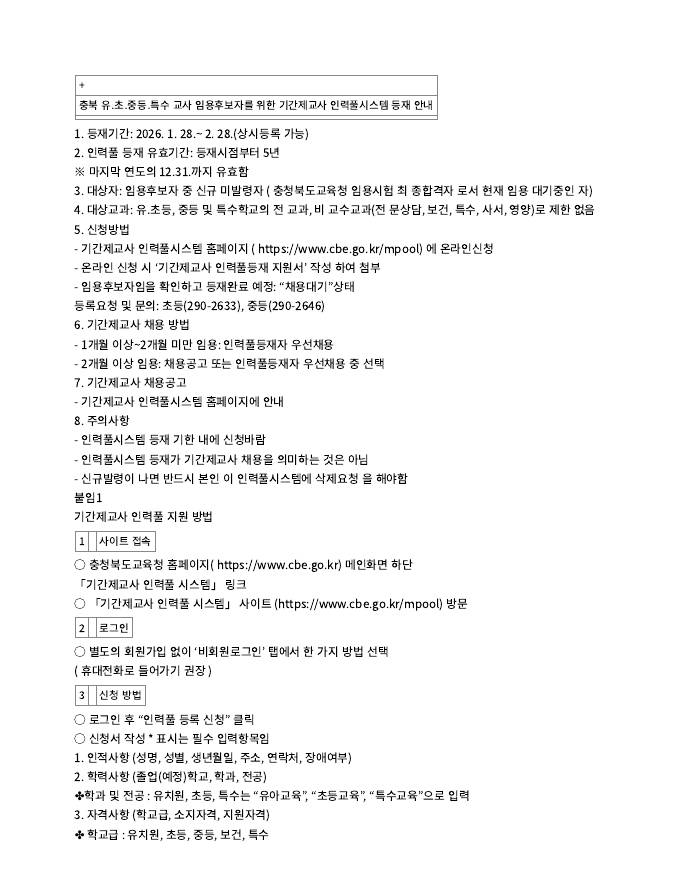 +
충북 유.초.중등.특수 교사 임용후보자를 위한 기간제교사 인력풀시스템 등재 안내
1. 등재기간: 2026. 1. 28.~ 2. 28.(상시등록 가능)
2. 인력풀 등재 유효기간: 등재시점부터 5년
※ 마지막 연도의 12.31.까지 유효함
3. 대상자: 임용후보자 중 신규 미발령자 ( 충청북도교육청 임용시험 최 종합격자 로서 현재 임용 대기중인 자)
4. 대상교과: 유.초등, 중등 및 특수학교의 전 교과, 비 교수교과(전 문상담, 보건, 특수, 사서, 영양)로 제한 없음
5. 신청방법
- 기간제교사 인력풀시스템 홈페이지 ( https://www.cbe.go.kr/mpool) 에 온라인신청
- 온라인 신청 시 ‘기간제교사 인력풀등재 지원서’ 작성 하여 첨부
- 임용후보자임을 확인하고 등재완료 예정: “채용대기”상태
등록요청 및 문의: 초등(290-2633), 중등(290-2646)
6. 기간제교사 채용 방법
- 1개월 이상~2개월 미만 임용: 인력풀등재자 우선채용
- 2개월 이상 임용: 채용공고 또는 인력풀등재자 우선채용 중 선택
7. 기간제교사 채용공고
- 기간제교사 인력풀시스템 홈페이지에 안내
8. 주의사항
- 인력풀시스템 등재 기한 내에 신청바람
- 인력풀시스템 등재가 기간제교사 채용을 의미하는 것은 아님
- 신규발령이 나면 반드시 본인 이 인력풀시스템에 삭제요청 을 해야함
붙임1
기간제교사 인력풀 지원 방법
1 사이트 접속
○ 충청북도교육청 홈페이지( https://www.cbe.go.kr) 메인화면 하단
「기간제교사 인력풀 시스템」 링크
○ 「기간제교사 인력풀 시스템」 사이트 (https://www.cbe.go.kr/mpool) 방문
2 로그인
○ 별도의 회원가입 없이 ‘비회원로그인’ 탭에서 한 가지 방법 선택
( 휴대전화로 들어가기 권장 )
3 신청 방법
○ 로그인 후 “인력풀 등록 신청” 클릭
○ 신청서 작성 * 표시는 필수 입력항목임
1. 인적사항 (성명, 성별, 생년월일, 주소, 연락처, 장애여부)
2. 학력사항 (졸업(예정)학교, 학과, 전공)
✤학과 및 전공 : 유치원, 초등, 특수는 “유아교육”, “초등교육”, “특수교육”으로 입력
3. 자격사항 (학교급, 소지자격, 지원자격)
✤ 학교급 : 유치원, 초등, 중등, 보건, 특수